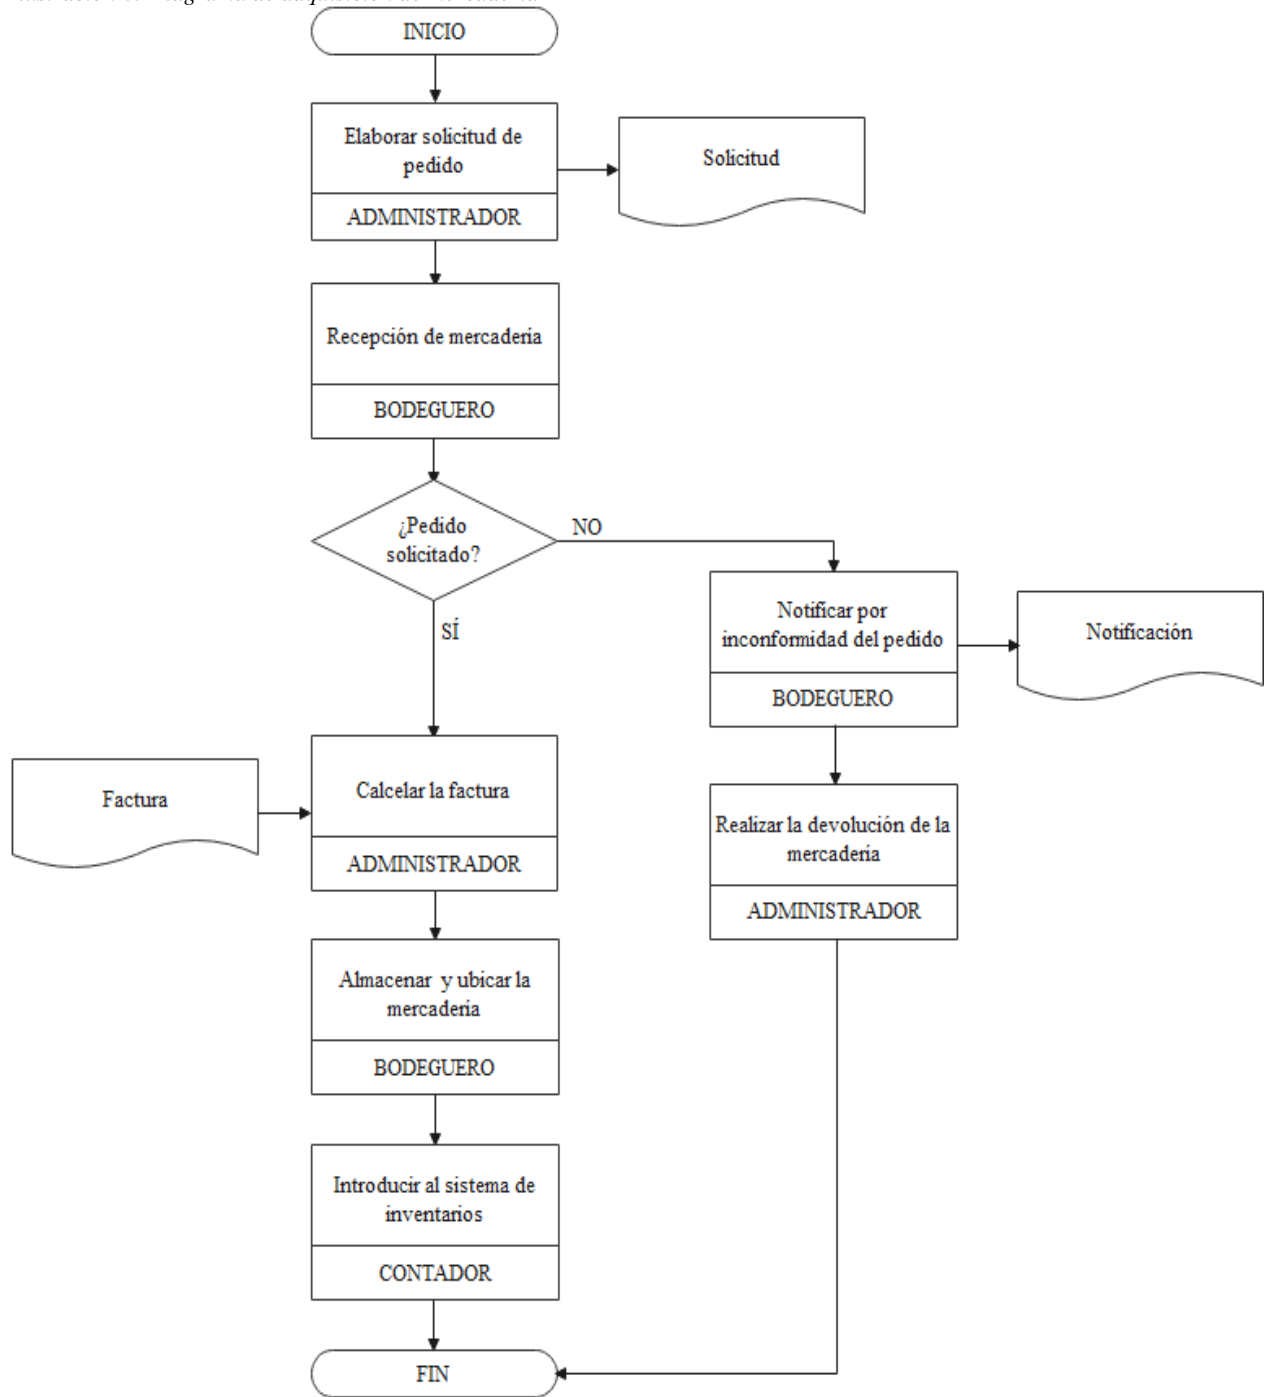 INICIO
Elaborar solicitud de
pedido
ADMINISTRADOR
Solicitud
Recepción de mercadería
BODEGUERO
¿Pedido
solicitado?
NO
SÍ
Notificar por
inconformidad del pedido
BODEGUERO
Notificación
Factura
Calcelar la factura
ADMINISTRADOR
Realizar la devolución de la
mercadería
ADMINISTRADOR
Almacenar y ubicar la
mercadería
BODEGUERO
Introducir al sistema de
inventarios
CONTADOR
FIN